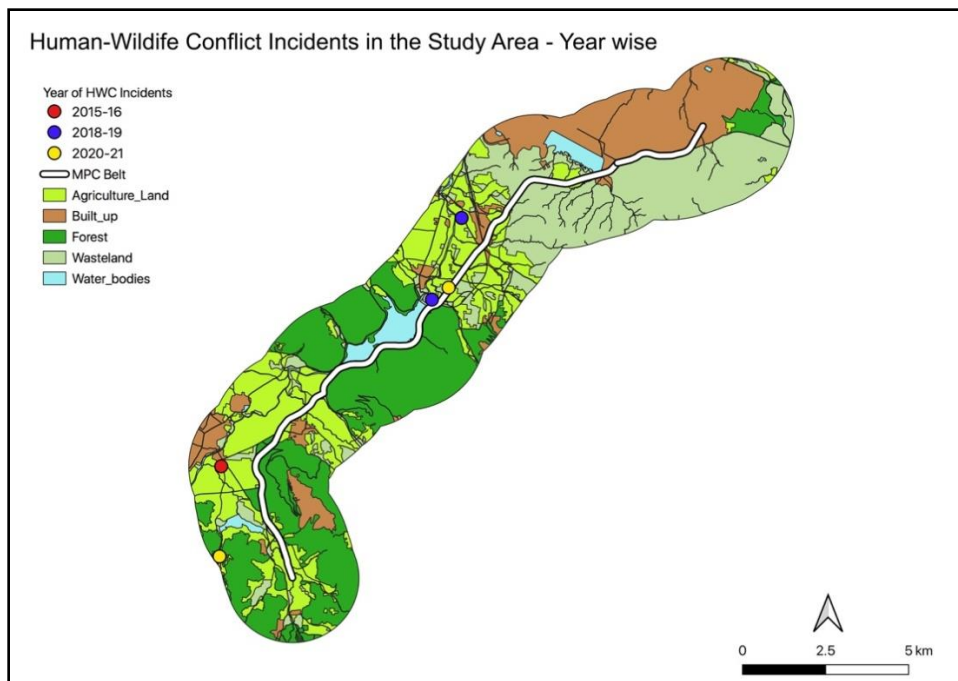 Human-Wildlife Conflict Incidents in the Study Area - Year wise
Year of HWC Incidents
2015-16
2018-19
2020-21
MPC Belt
Agriculture_Land
Built_up
Forest
Wasteland
Water_bodies
0 2.5 5 km